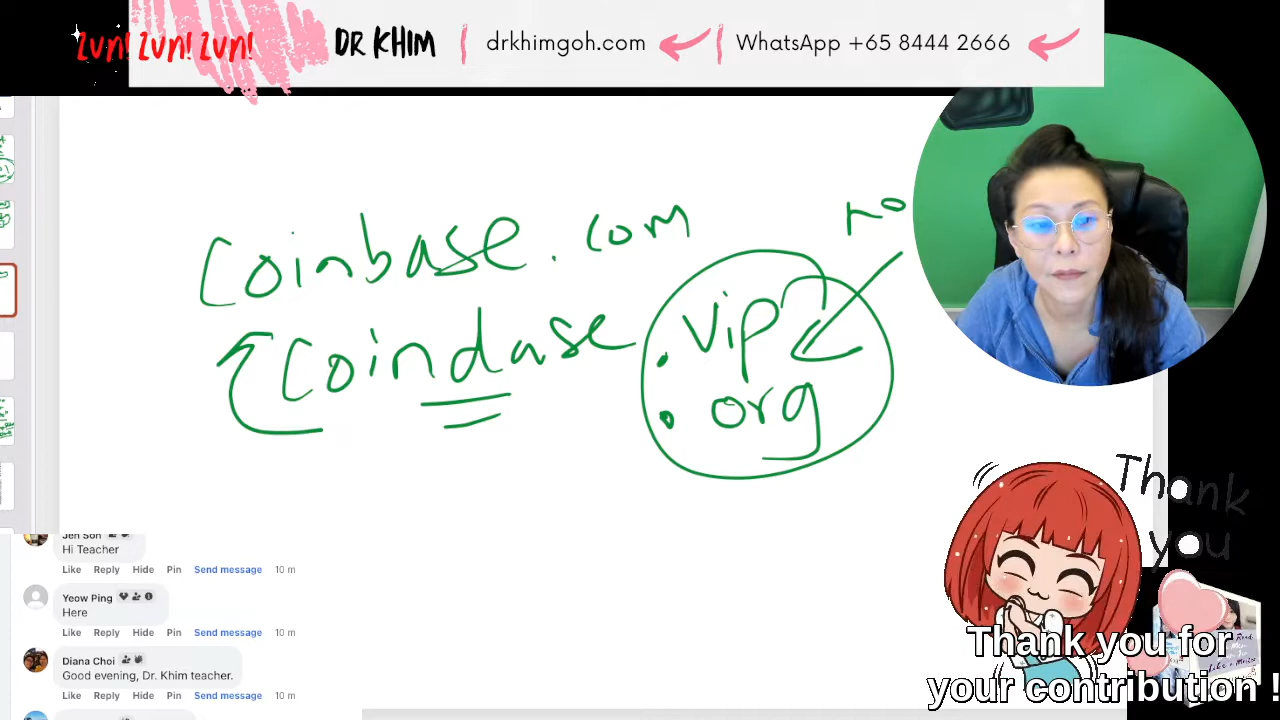 zun! zun! zun! DR KHIM drkhimgoh.com WhatsApp +65 8444 2666
no
Coinbase.com
Coindase .vip
.org
Jen Son
Hi Teacher
Like Reply Hide Pin Send message 10 m
Yeow Ping
Here
Like Reply Hide Pin Send message 10 m
Diana Choi
Good evening, Dr. Khim teacher.
Like Reply Hide Pin Send message 10 m
Thank
you
Thank you for
your contribution !